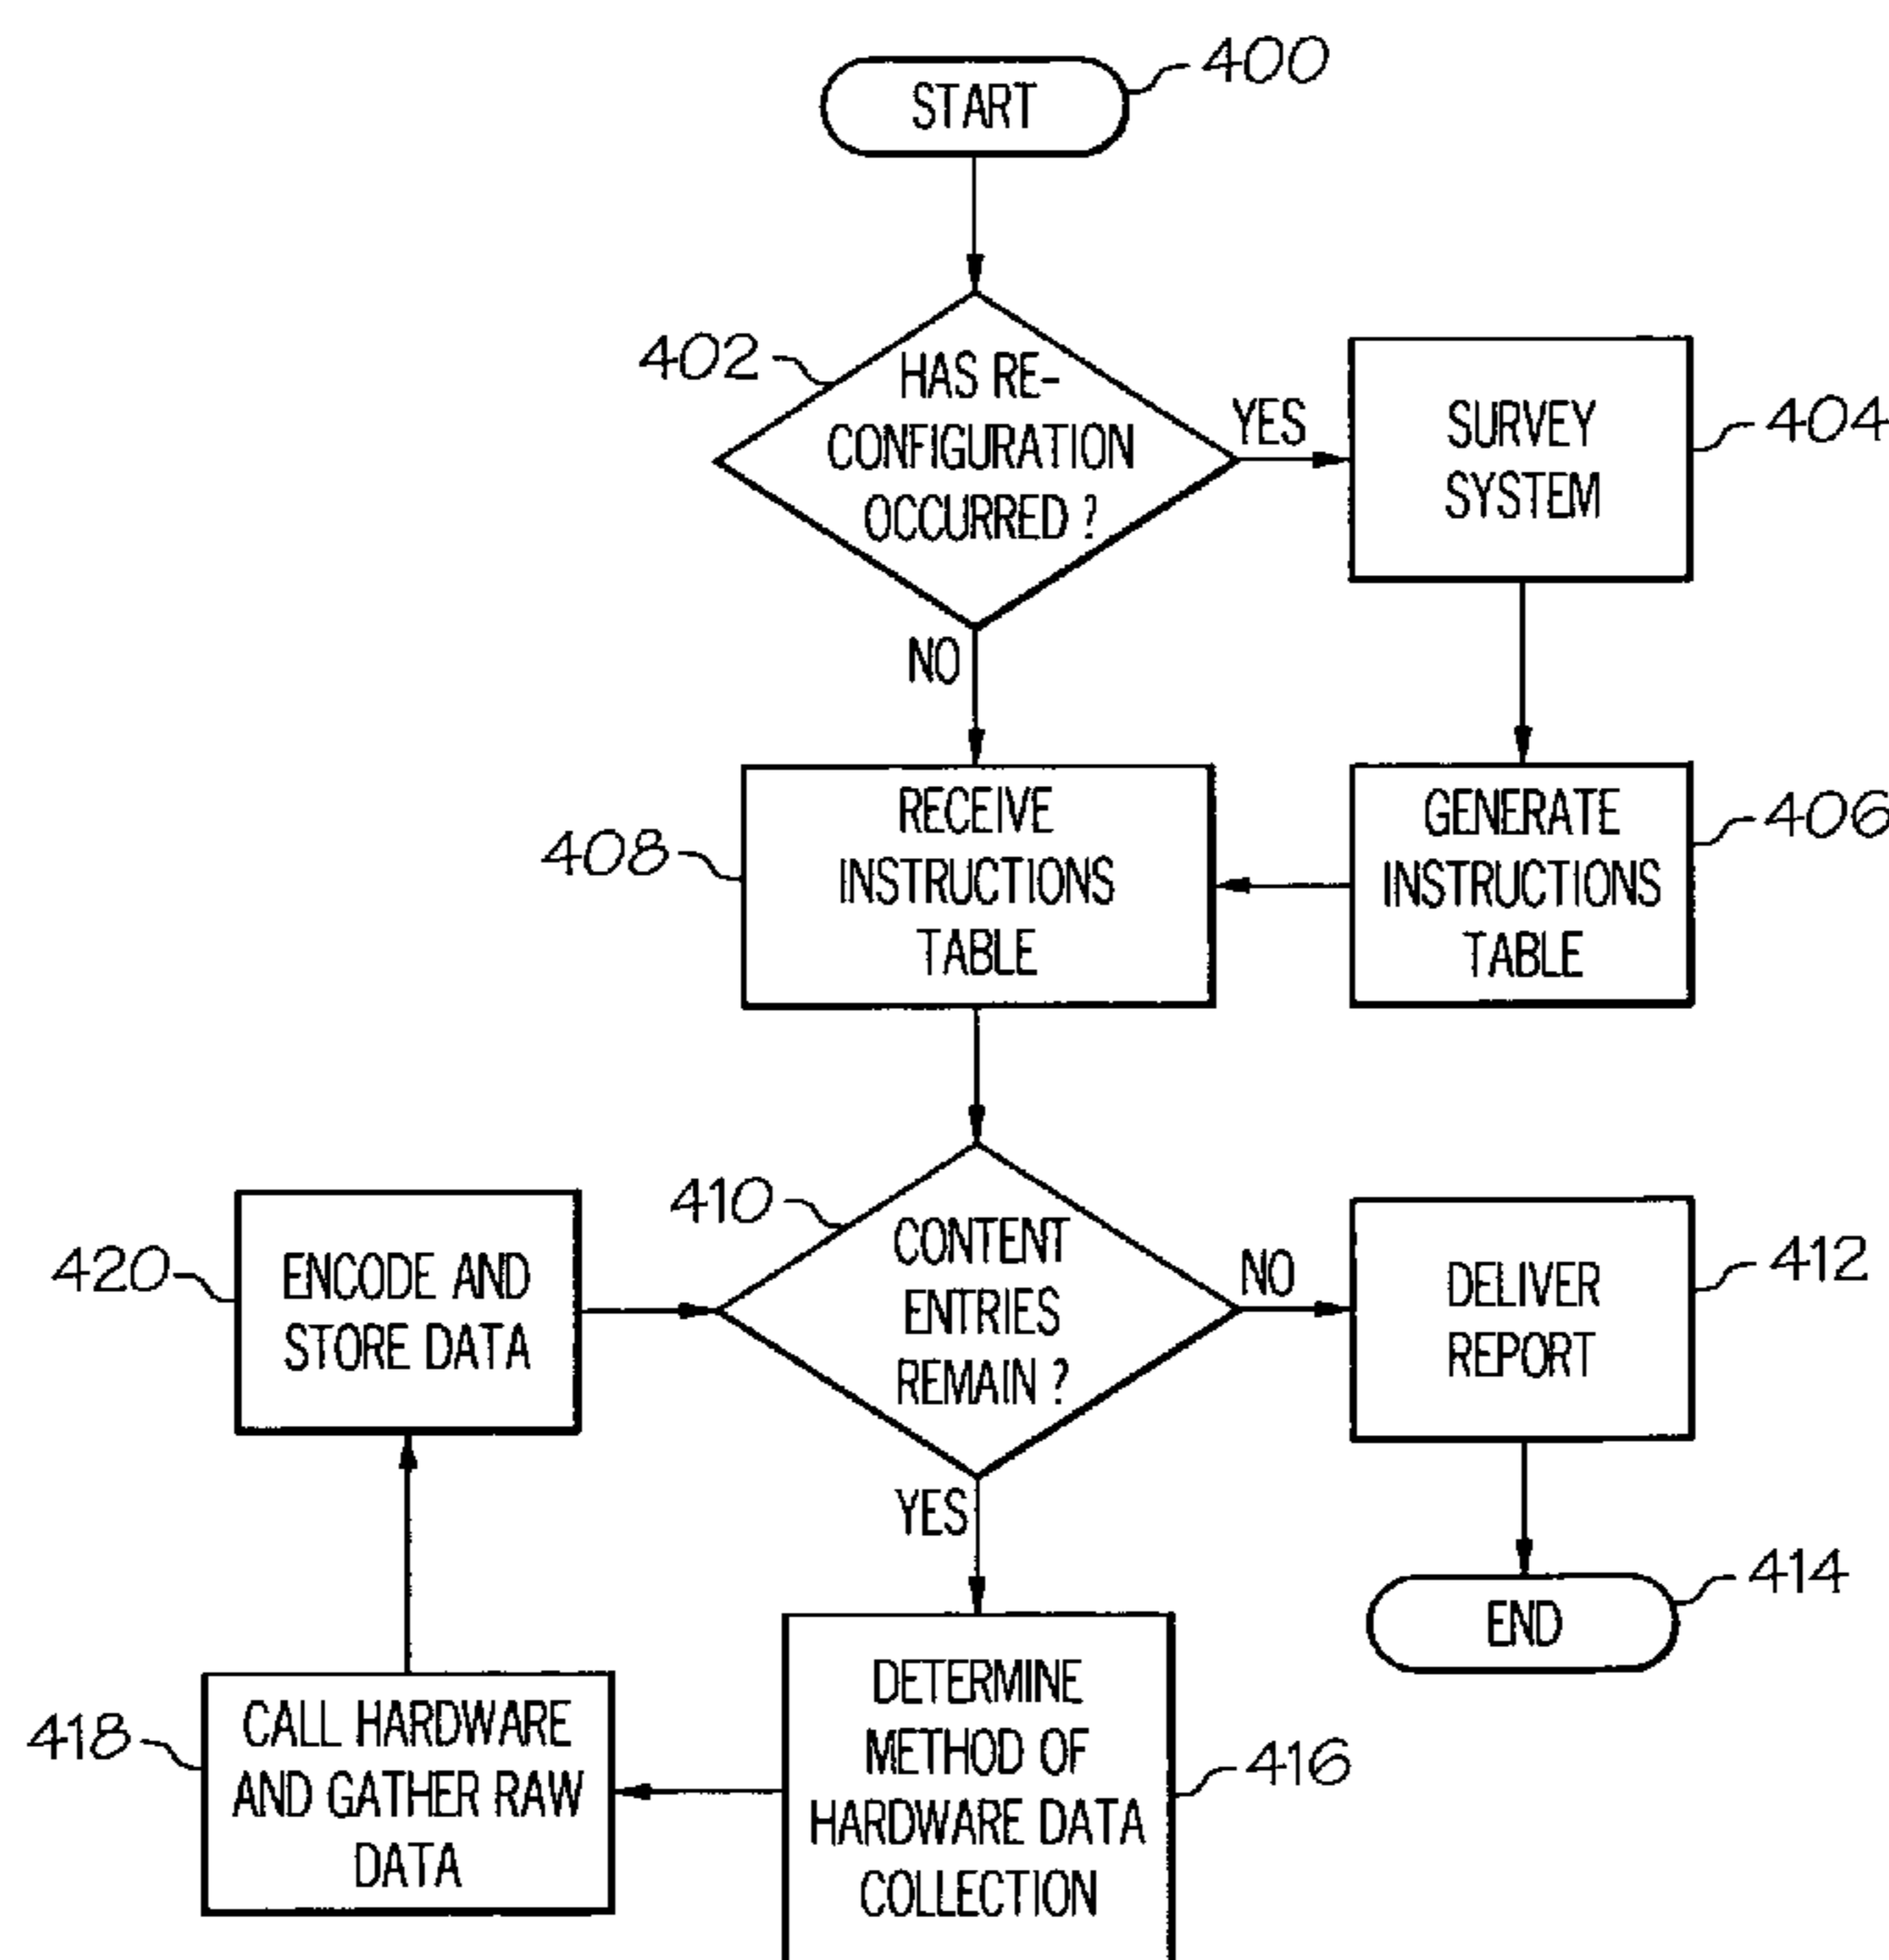 START
400
402
HAS RE-
CONFIGURATION
OCCURRED ?
YES
SURVEY
SYSTEM
404
NO
408
RECEIVE
INSTRUCTIONS
TABLE
GENERATE
INSTRUCTIONS
TABLE
406
420
ENCODE AND
STORE DATA
410
CONTENT
ENTRIES
REMAIN ?
NO
DELIVER
REPORT
412
YES
END
414
418
CALL HARDWARE
AND GATHER RAW
DATA
DETERMINE
METHOD OF
HARDWARE DATA
COLLECTION
416